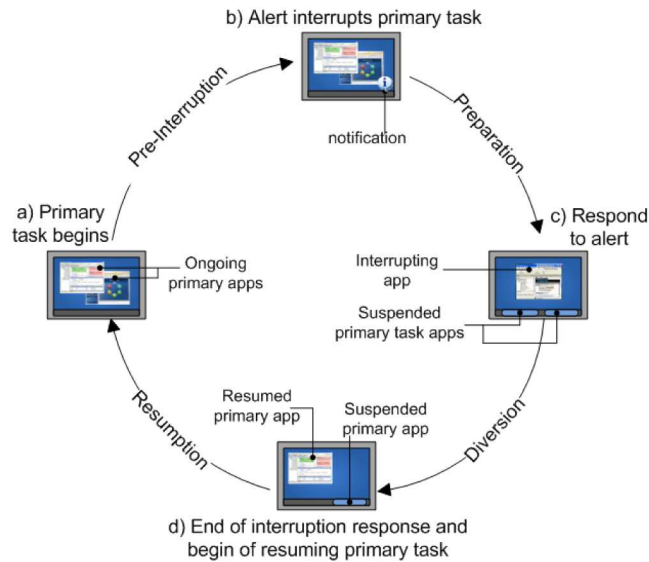 b) Alert interrupts primary task
notification
Pre-Interruption
Preparation
a) Primary
task begins
Ongoing
primary apps
c) Respond
to alert
Interrupting
app
Suspended
primary task apps
Resumption
Diversion
Resumed
primary app
Suspended
primary app
d) End of interruption response and
begin of resuming primary task